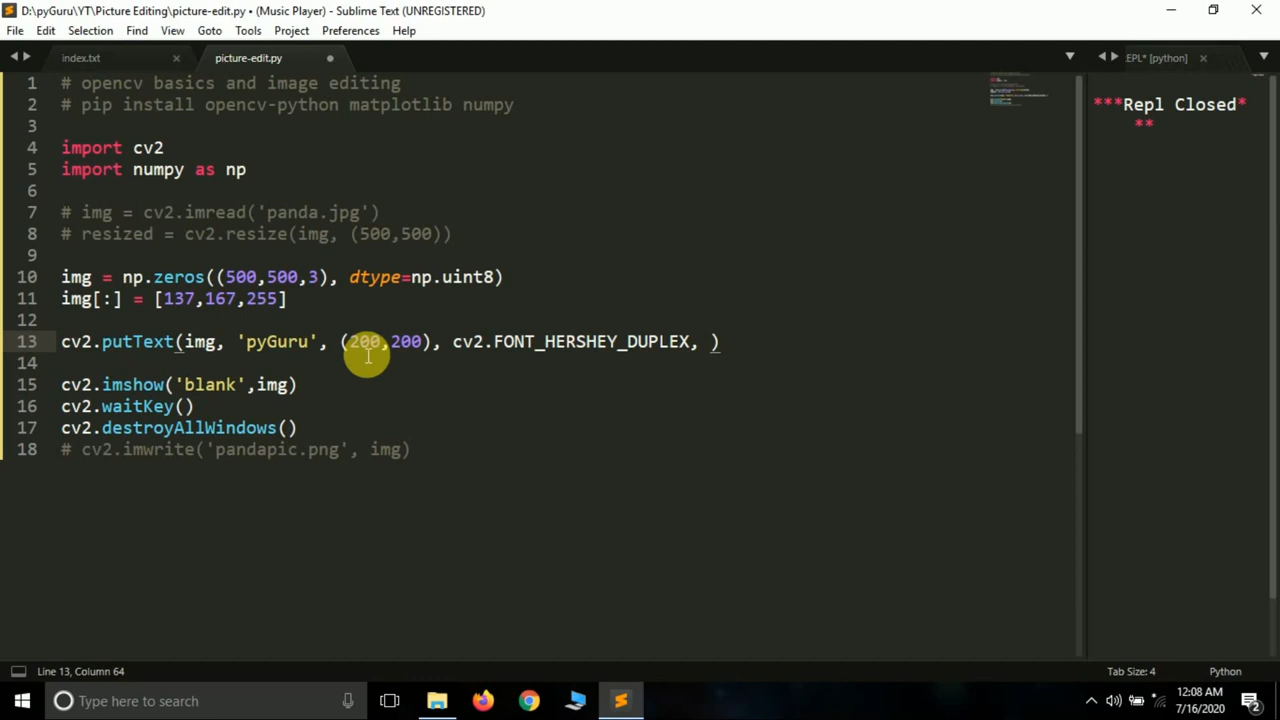 D:\pyGuru\YT\Picture Editing\picture-edit.py • (Music Player) - Sublime Text (UNREGISTERED)
File Edit Selection Find View Goto Tools Project Preferences Help
index.txt × picture-edit.py EPL* [python] ×
1 # opencv basics and image editing
2 # pip install opencv-python matplotlib numpy
3
4 import cv2
5 import numpy as np
6
7 # img = cv2.imread('panda.jpg')
8 # resized = cv2.resize(img, (500,500))
9
10 img = np.zeros((500,500,3), dtype=np.uint8)
11 img[:] = [137,167,255]
12
13 cv2.putText(img, 'pyGuru', (200,200), cv2.FONT_HERSHEY_DUPLEX, )
14
15 cv2.imshow('blank',img)
16 cv2.waitKey()
17 cv2.destroyAllWindows()
18 # cv2.imwrite('pandapic.png', img)
***Repl Closed*
**
Line 13, Column 64 Tab Size: 4 Python
Type here to search
12:08 AM
7/16/2020
2